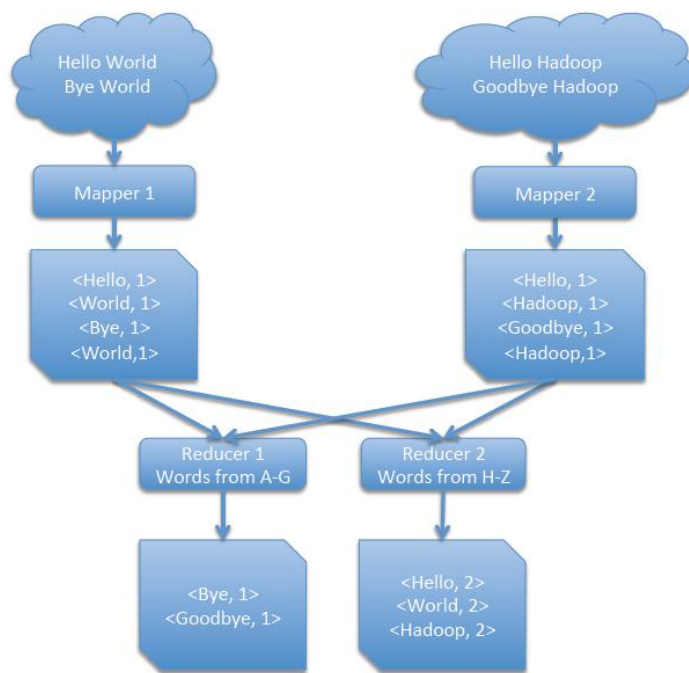 Hello World
Bye World
Hello Hadoop
Goodbye Hadoop
Mapper 1
Mapper 2
<Hello, 1>
<World, 1>
<Bye, 1>
<World,1>
<Hello, 1>
<Hadoop, 1>
<Goodbye, 1>
<Hadoop,1>
Reducer 1
Words from A-G
Reducer 2
Words from H-Z
<Bye, 1>
<Goodbye, 1>
<Hello, 2>
<World, 2>
<Hadoop, 2>